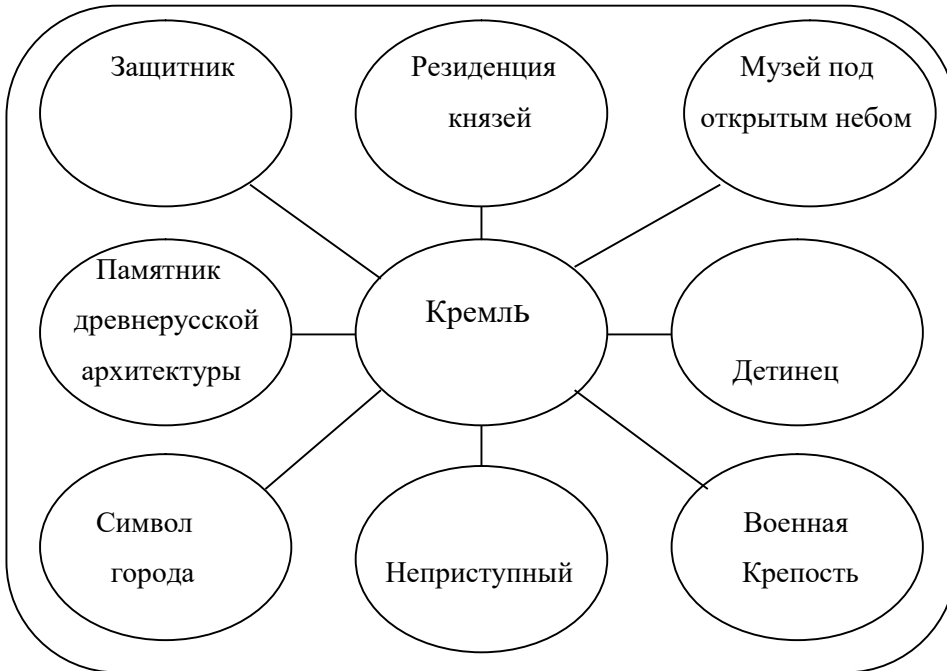 Защитник
Резиденция
князей
Музей под
открытым небом
Памятник
древнерусской
архитектуры
Кремль
Детинец
Символ
города
Неприступный
Военная
Крепость